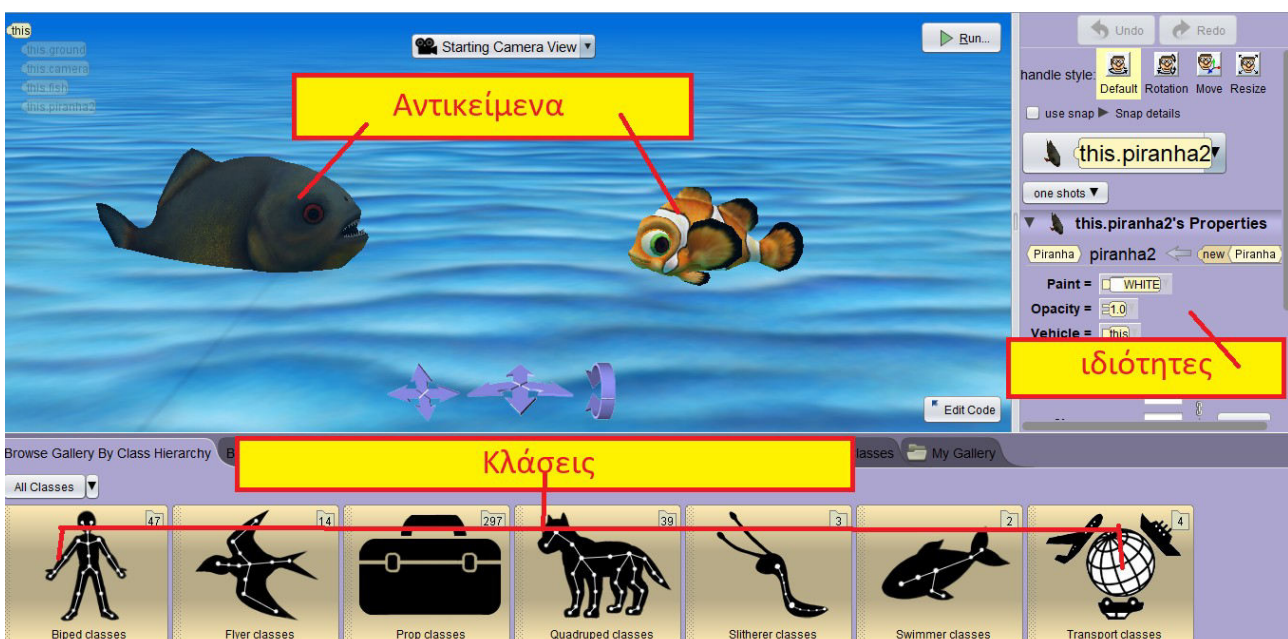 this
this.ground
this.camera
this.fish
this.piranha2
Starting Camera View
Run...
Αντικείμενα
Undo Redo
handle style:
Default Rotation Move Resize
use snap Snap details
this.piranha2
one shots
this.piranha2's Properties
Piranha piranha2 new Piranha
Paint = WHITE
Opacity = 1.0
Vehicle = this
ιδιότητες
Edit Code
Browse Gallery By Class Hierarchy
Κλάσεις
My Gallery
All Classes
47 14 297 39 3 2 4
Biped classes Flyer classes Prop classes Quadruped classes Slitherer classes Swimmer classes Transport classes